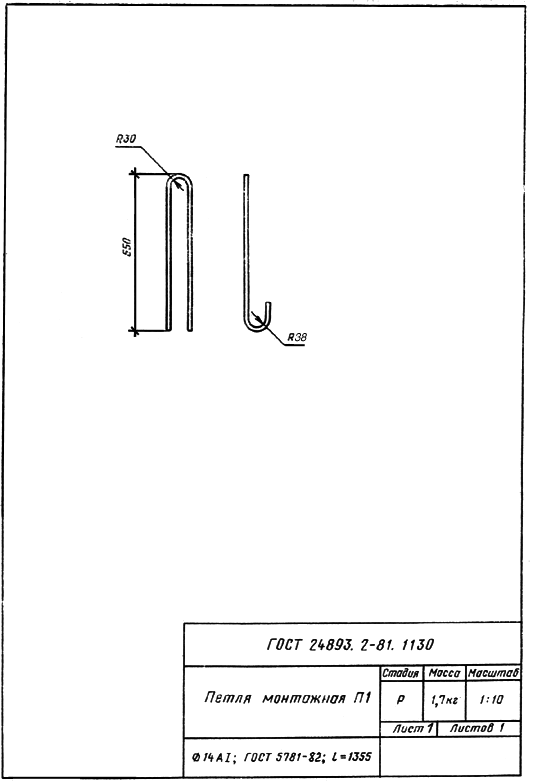 R30
650
R38
ГОСТ 24893.2-81. 1130
Петля монтажная П1
Стадия Масса Масштаб
Р 1,7кг 1:10
Лист 1 Листов 1
Ф14АI; ГОСТ 5781-82; l=1355